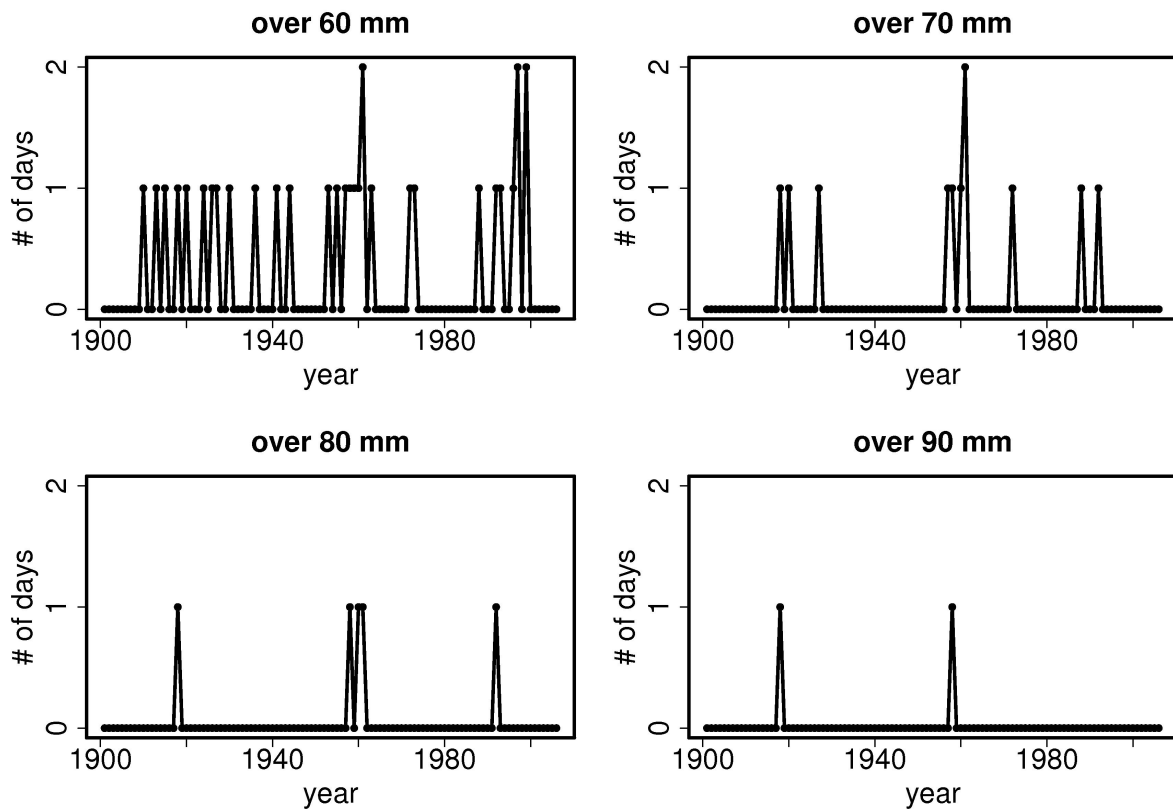 over 60 mm
# of days
2
1
0
1900 1940 1980
year
over 70 mm
# of days
2
1
0
1900 1940 1980
year
over 80 mm
# of days
2
1
0
1900 1940 1980
year
over 90 mm
# of days
2
1
0
1900 1940 1980
year